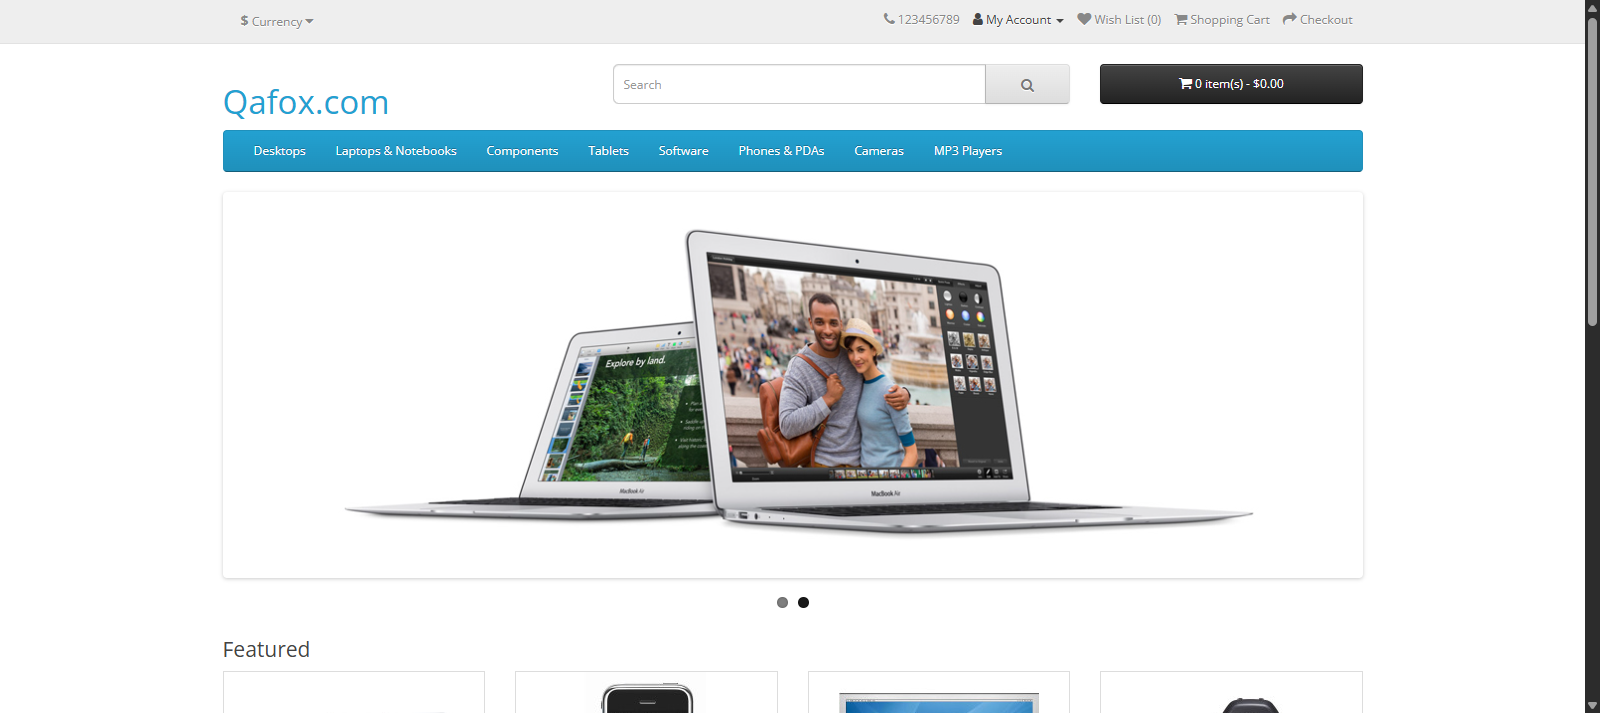 $ Currency
123456789 My Account Wish List (0) Shopping Cart Checkout
Qafox.com
Search
0 item(s) - $0.00
Desktops Laptops & Notebooks Components Tablets Software Phones & PDAs Cameras MP3 Players
Explore by land.
MacBook Air
MacBook Air
Featured